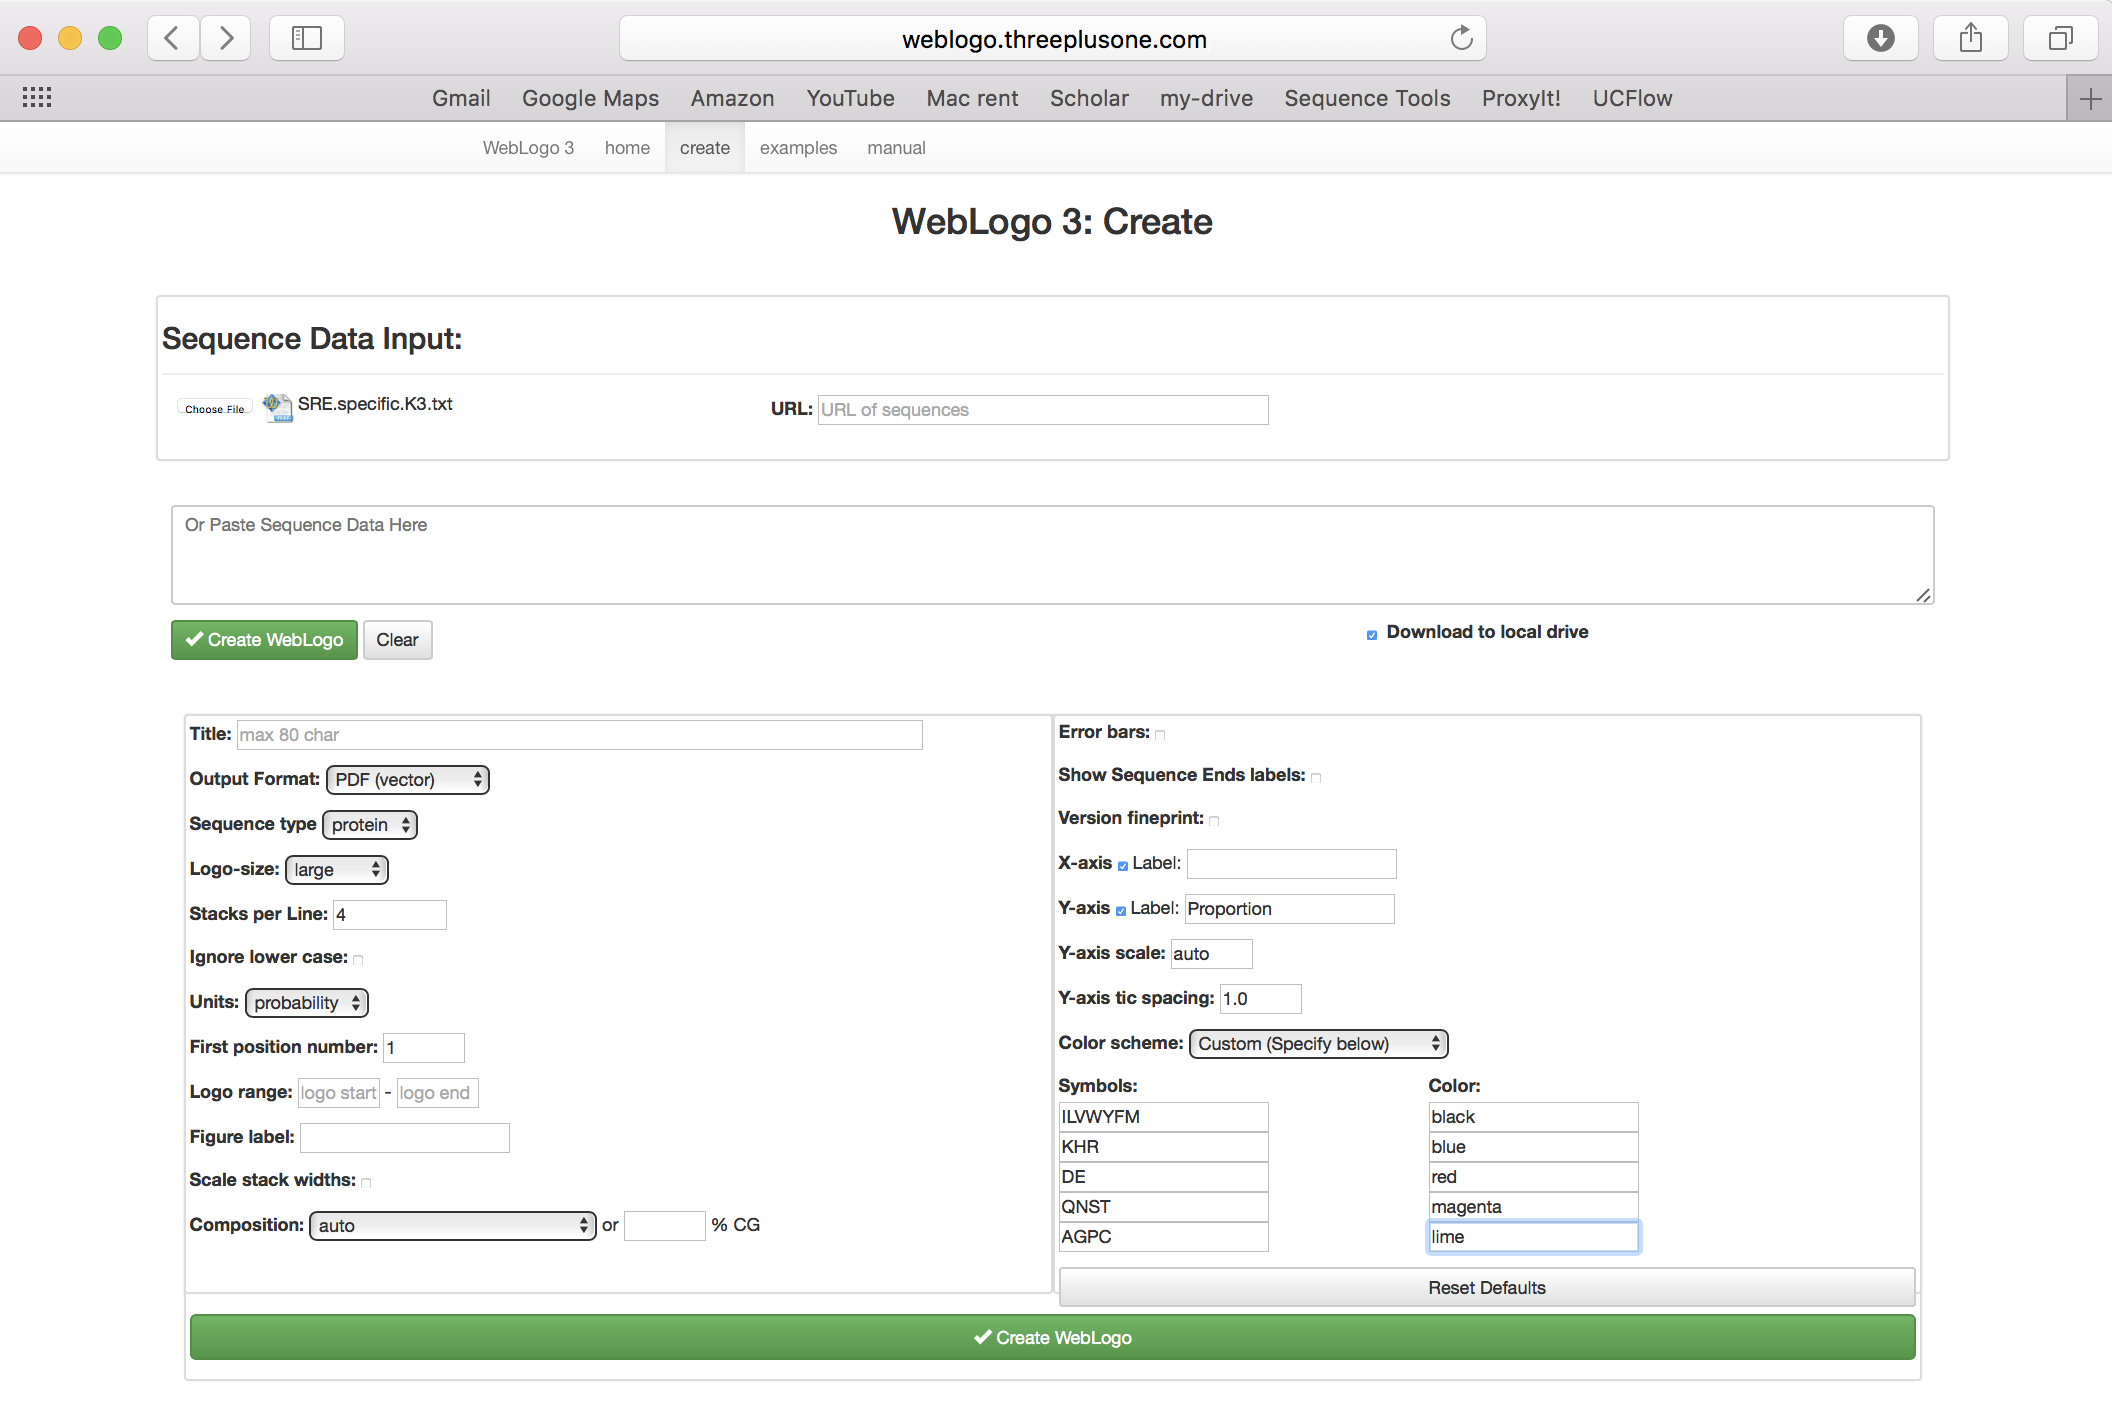 weblogo.threeplusone.com
Gmail Google Maps Amazon YouTube Mac rent Scholar my-drive Sequence Tools ProxyIt! UCFlow
WebLogo 3 home create examples manual
WebLogo 3: Create
Sequence Data Input:
Choose File SRE.specific.K3.txt URL: URL of sequences
Or Paste Sequence Data Here
Create WebLogo Clear Download to local drive
Title: max 80 char
Output Format: PDF (vector)
Sequence type protein
Logo-size: large
Stacks per Line: 4
Ignore lower case:
Units: probability
First position number: 1
Logo range: logo start - logo end
Figure label:
Scale stack widths:
Composition: auto or % CG
Error bars:
Show Sequence Ends labels:
Version fineprint:
X-axis Label:
Y-axis Label: Proportion
Y-axis scale: auto
Y-axis tic spacing: 1.0
Color scheme: Custom (Specify below)
Symbols: Color:
ILVWYFM black
KHR blue
DE red
QNST magenta
AGPC lime
Reset Defaults
Create WebLogo